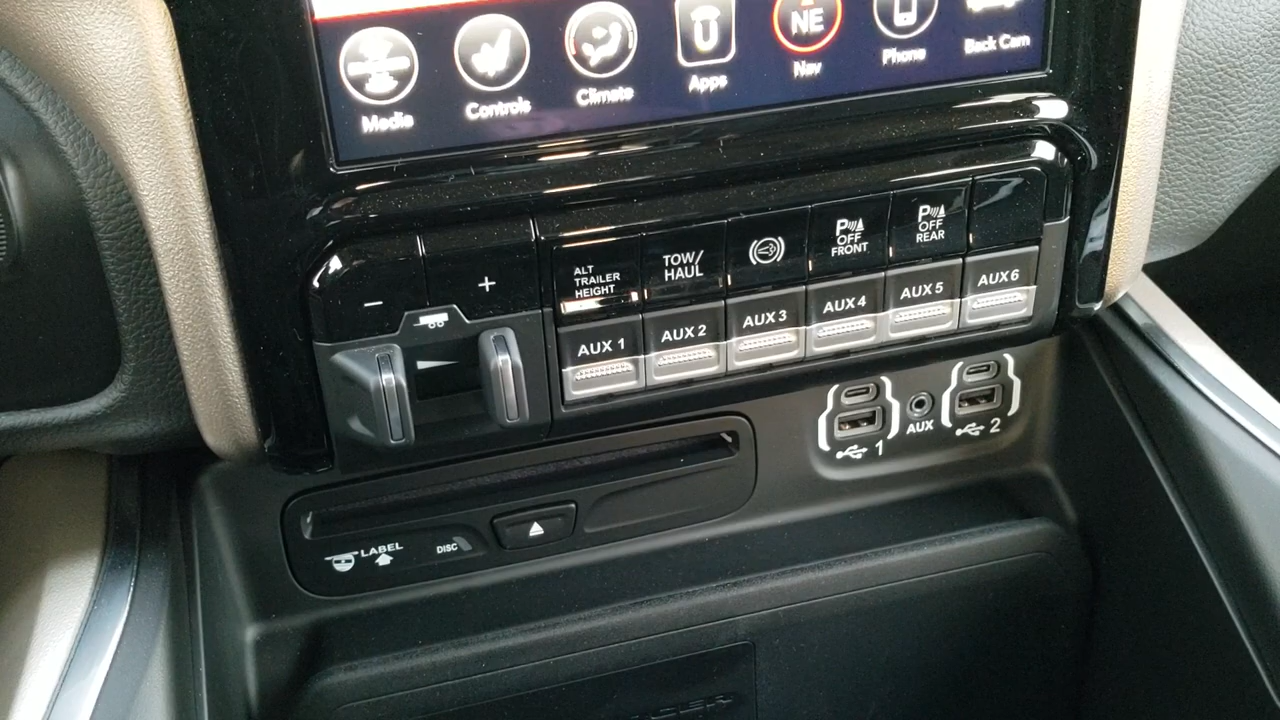 Media
Controls
Climate
Apps
NE
Nav
Phone
Back Cam
− +
ALT
TRAILER
HEIGHT
TOW/
HAUL
P
OFF
FRONT
P
OFF
REAR
AUX 1
AUX 2
AUX 3
AUX 4
AUX 5
AUX 6
1
AUX
2
LABEL
DISC